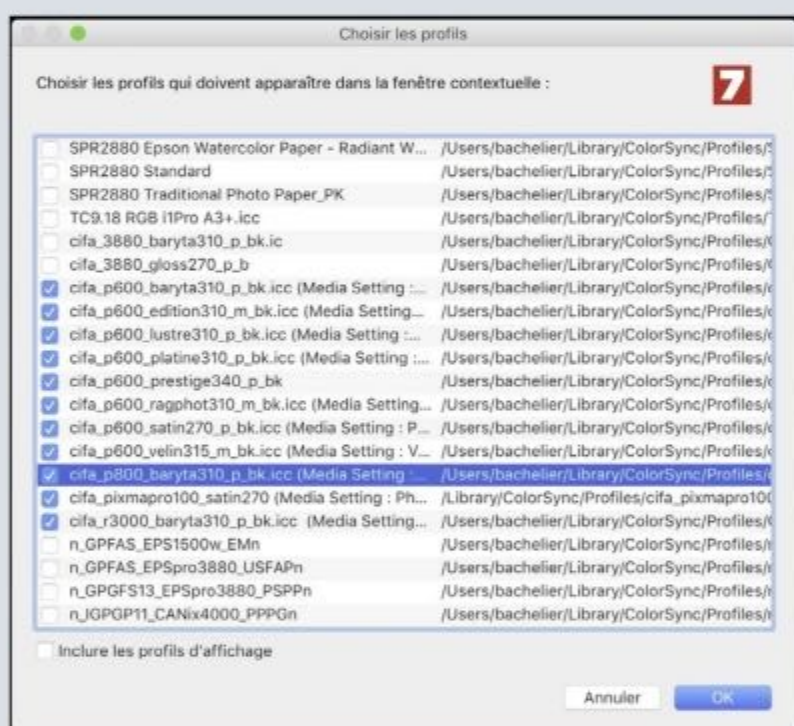 Choisir les profils
Choisir les profils qui doivent apparaître dans la fenêtre contextuelle :
7
SPR2880 Epson Watercolor Paper - Radiant W... /Users/bachelier/Library/ColorSync/Profiles/S
SPR2880 Standard /Users/bachelier/Library/ColorSync/Profiles/S
SPR2880 Traditional Photo Paper_PK /Users/bachelier/Library/ColorSync/Profiles/S
TC9.18 RGB i1Pro A3+.icc /Users/bachelier/Library/ColorSync/Profiles/
cifa_3880_baryta310_p_bk.ic /Users/bachelier/Library/ColorSync/Profiles/
cifa_3880_gloss270_p_b /Users/bachelier/Library/ColorSync/Profiles/
cifa_p600_baryta310_p_bk.icc (Media Setting :... /Users/bachelier/Library/ColorSync/Profiles/
cifa_p600_edition310_m_bk.icc (Media Setting... /Users/bachelier/Library/ColorSync/Profiles/
cifa_p600_lustre310_p_bk.icc (Media Setting :... /Users/bachelier/Library/ColorSync/Profiles/
cifa_p600_platine310_p_bk.icc (Media Setting :... /Users/bachelier/Library/ColorSync/Profiles/
cifa_p600_prestige340_p_bk /Users/bachelier/Library/ColorSync/Profiles/
cifa_p600_ragphot310_m_bk.icc (Media Setting... /Users/bachelier/Library/ColorSync/Profiles/
cifa_p600_satin270_p_bk.icc (Media Setting : P... /Users/bachelier/Library/ColorSync/Profiles/
cifa_p600_velin315_m_bk.icc (Media Setting : V... /Users/bachelier/Library/ColorSync/Profiles/
cifa_p800_baryta310_p_bk.icc (Media Setting :... /Users/bachelier/Library/ColorSync/Profiles/
cifa_pixmapro100_satin270 (Media Setting : Ph... /Library/ColorSync/Profiles/cifa_pixmapro100
cifa_r3000_baryta310_p_bk.icc (Media Setting... /Users/bachelier/Library/ColorSync/Profiles/
n_GPFAS_EPS1500w_EMn /Users/bachelier/Library/ColorSync/Profiles/
n_GPFAS_EPSpro3880_USFAPn /Users/bachelier/Library/ColorSync/Profiles/
n_GPGFS13_EPSpro3880_PSPPn /Users/bachelier/Library/ColorSync/Profiles/
n_IGPGP11_CANix4000_PPPGn /Users/bachelier/Library/ColorSync/Profiles/
Inclure les profils d'affichage
Annuler OK